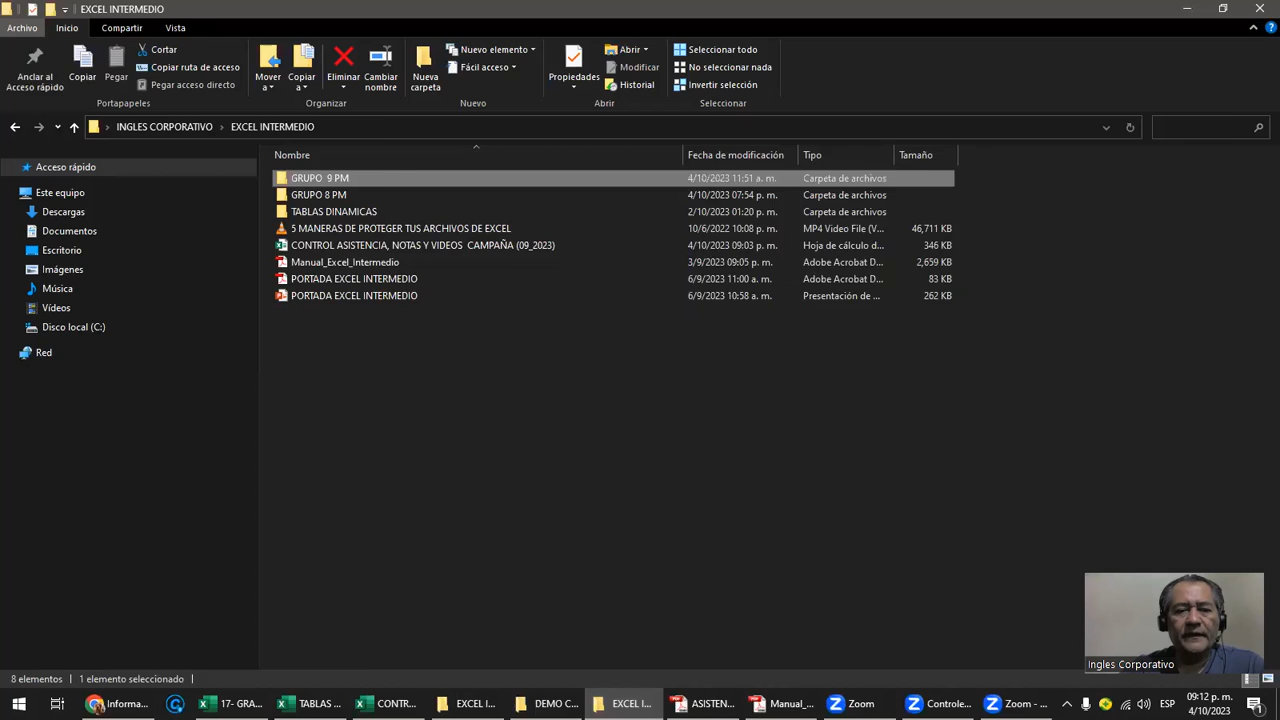 EXCEL INTERMEDIO
Archivo Inicio Compartir Vista
Anclar al Acceso rápido
Copiar
Pegar
Cortar
Copiar ruta de acceso
Pegar acceso directo
Portapapeles
Mover a
Copiar a
Eliminar
Cambiar nombre
Organizar
Nueva carpeta
Nuevo elemento
Fácil acceso
Nuevo
Propiedades
Abrir
Modificar
Historial
Abrir
Seleccionar todo
No seleccionar nada
Invertir selección
Seleccionar
INGLES CORPORATIVO › EXCEL INTERMEDIO
Nombre Fecha de modificación Tipo Tamaño
Acceso rápido
Este equipo
Descargas
Documentos
Escritorio
Imágenes
Música
Vídeos
Disco local (C:)
Red
GRUPO  9 PM 4/10/2023 11:51 a. m. Carpeta de archivos
GRUPO 8 PM 4/10/2023 07:54 p. m. Carpeta de archivos
TABLAS DINAMICAS 2/10/2023 01:20 p. m. Carpeta de archivos
5 MANERAS DE PROTEGER TUS ARCHIVOS DE EXCEL 10/6/2022 10:08 p. m. MP4 Video File (V... 46,711 KB
CONTROL ASISTENCIA, NOTAS Y VIDEOS  CAMPAÑA (09_2023) 4/10/2023 09:03 p. m. Hoja de cálculo d... 346 KB
Manual_Excel_Intermedio 3/9/2023 09:05 p. m. Adobe Acrobat D... 2,659 KB
PORTADA EXCEL INTERMEDIO 6/9/2023 11:00 a. m. Adobe Acrobat D... 83 KB
PORTADA EXCEL INTERMEDIO 6/9/2023 10:58 a. m. Presentación de ... 262 KB
Ingles Corporativo
8 elementos 1 elemento seleccionado
Informa... 17- GRA... TABLAS ... CONTR... EXCEL I... DEMO C... EXCEL I... ASISTEN... Manual_... Zoom Controle... Zoom - ... ESP 09:12 p. m.
4/10/2023